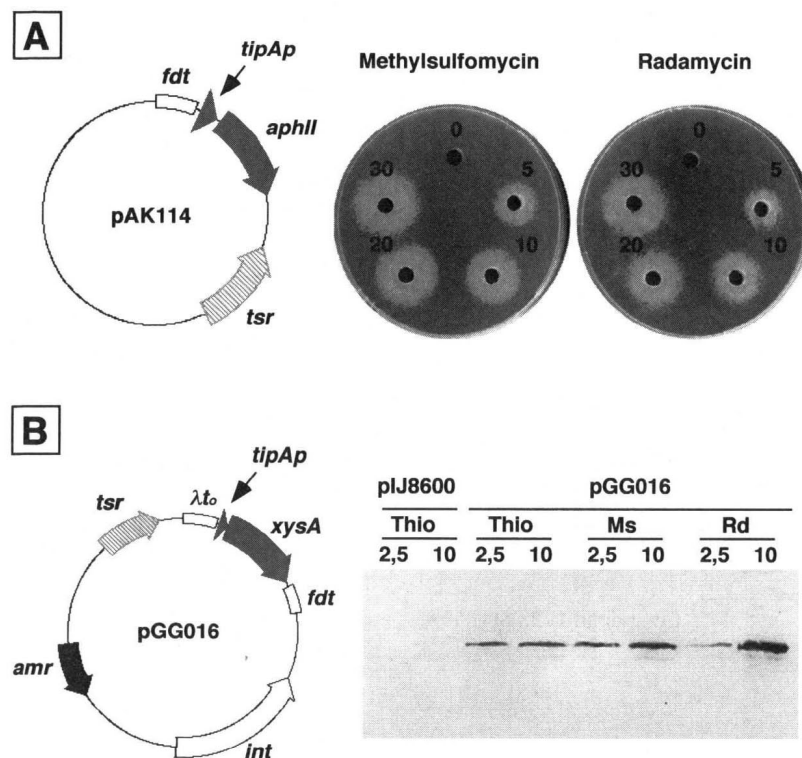 A
tipAp
fdt
aphII
pAK114
tsr
Methylsulfomycin
0
30
5
20
10
Radamycin
0
30
5
20
10
B
tipAp
tsr
λto
xysA
fdt
pGG016
amr
int
pIJ8600 pGG016
Thio Thio Ms Rd
2,5 10 2,5 10 2,5 10 2,5 10